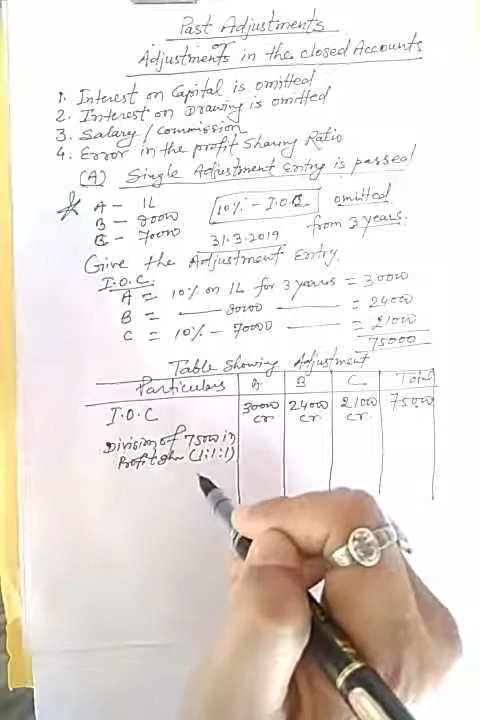 Past Adjustments
or
Adjustments in the closed Accounts
1. Interest on Capital is omitted
2. Interest on Drawing is omitted
3. Salary / commission
4. Error in the profit Sharing Ratio
(A) Single Adjustment Entry is passed
A - 1L
B - 80000
C - 70000
10% - I.O.C. omitted
31.3.2019 from 3 years.
Give the Adjustment Entry.
I.O.C.
A = 10% on 1L for 3 years = 30000
B = — 80000 — = 24000
C = 10% - 70000 — = 21000
75000
Table Showing Adjustment
Particulars A B C Total
I.O.C 30000 cr. 24000 cr. 21000 cr. 75000
Division of 75000 in
Profit (1:1:1)